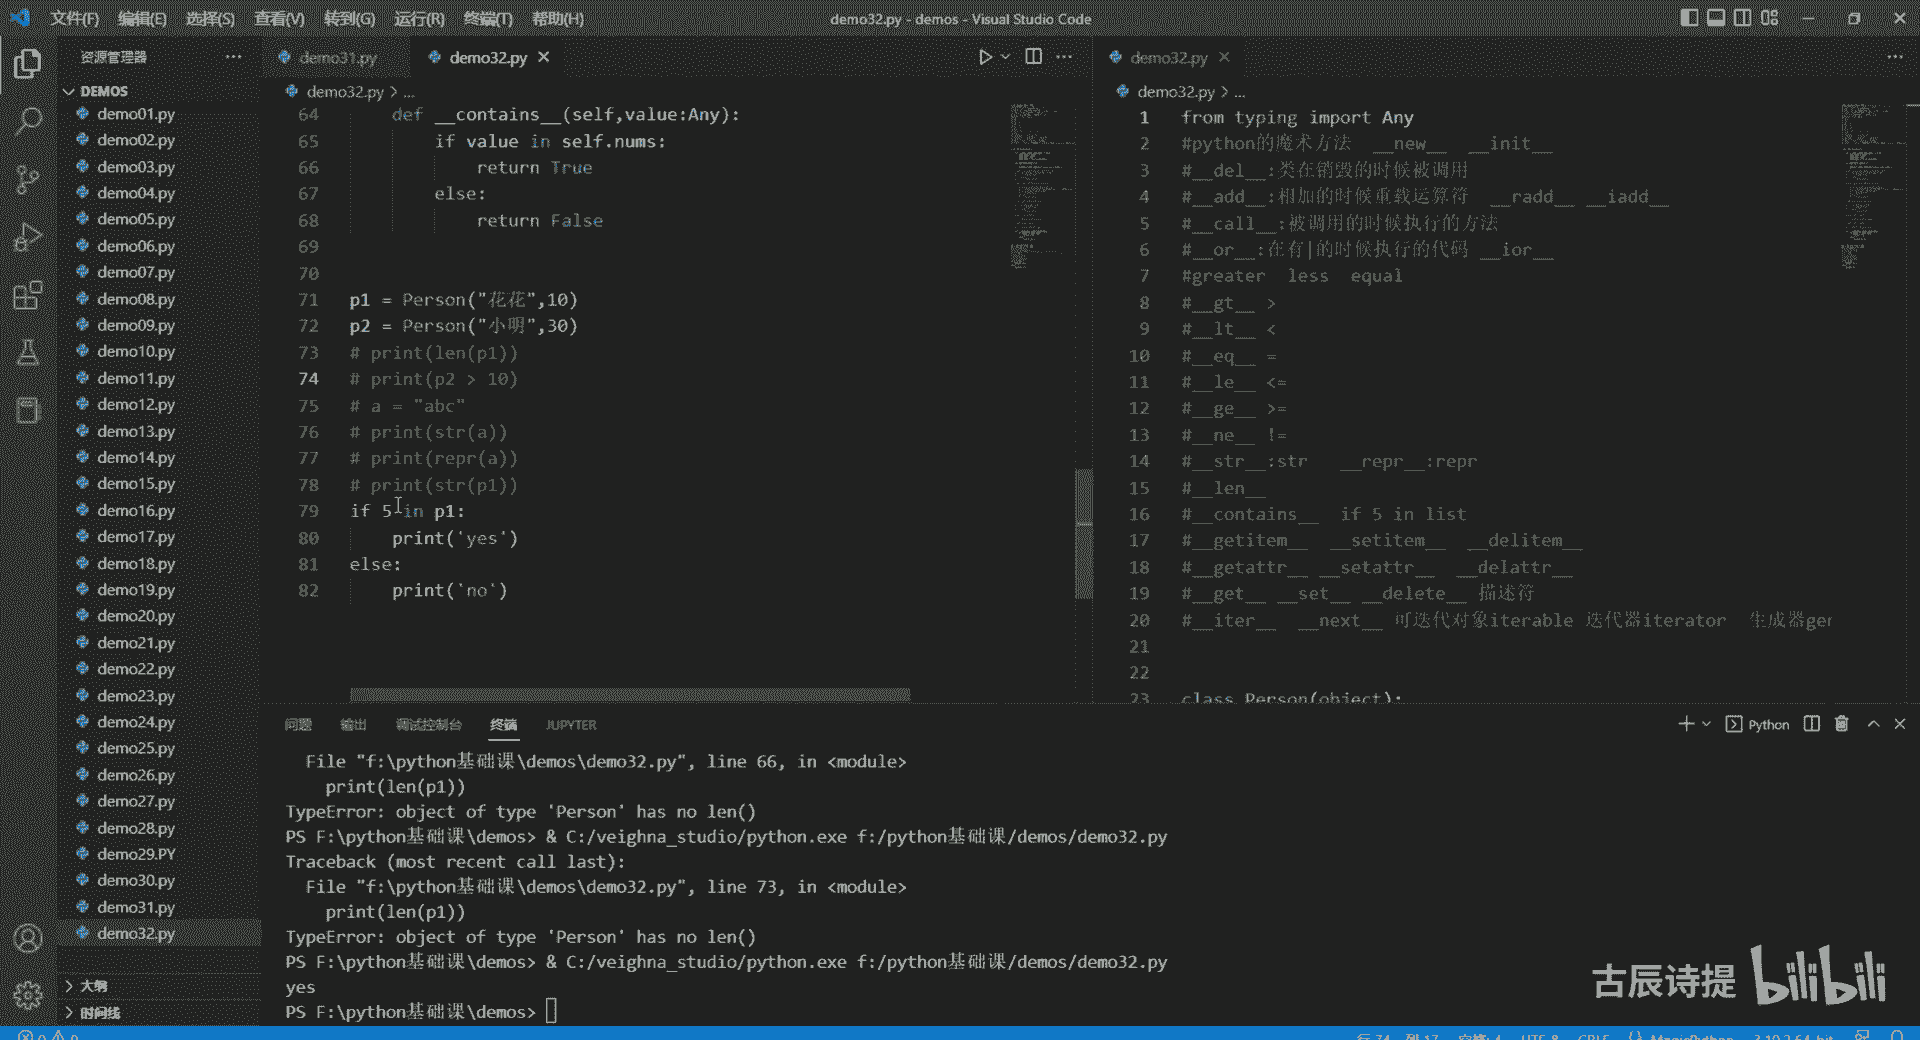 文件(F) 编辑(E) 选择(S) 查看(V) 转到(G) 运行(R) 终端(T) 帮助(H)
demo32.py - demos - Visual Studio Code
资源管理器
DEMOS
demo01.py
demo02.py
demo03.py
demo04.py
demo05.py
demo06.py
demo07.py
demo08.py
demo09.py
demo10.py
demo11.py
demo12.py
demo13.py
demo14.py
demo15.py
demo16.py
demo17.py
demo18.py
demo19.py
demo20.py
demo21.py
demo22.py
demo23.py
demo24.py
demo25.py
demo26.py
demo27.py
demo28.py
demo29.PY
demo30.py
demo31.py
demo32.py
大纲
时间线
demo31.py
demo32.py
demo32.py > ...
64 def __contains__(self,value:Any):
65 if value in self.nums:
66 return True
67 else:
68 return False
69
70
71 p1 = Person("花花",10)
72 p2 = Person("小明",30)
73 # print(len(p1))
74 # print(p2 > 10)
75 # a = "abc"
76 # print(str(a))
77 # print(repr(a))
78 # print(str(p1))
79 if 5 in p1:
80 print('yes')
81 else:
82 print('no')
demo32.py
demo32.py > ...
1 from typing import Any
2 #python的魔术方法 __new__ __init__
3 #__del__:类在销毁的时候被调用
4 #__add__:相加的时候重载运算符 __radd__ __iadd__
5 #__call__:被调用的时候执行的方法
6 #__or__:在有|的时候执行的代码 __ior__
7 #greater less equal
8 #__gt__ >
9 #__lt__ <
10 #__eq__ =
11 #__le__ <=
12 #__ge__ >=
13 #__ne__ !=
14 #__str__:str __repr__:repr
15 #__len__
16 #__contains__ if 5 in list
17 #__getitem__ __setitem__ __delitem__
18 #__getattr__ __setattr__ __delattr__
19 #__get__ __set__ __delete__ 描述符
20 #__iter__ __next__ 可迭代对象iterable 迭代器iterator 生成器ger
21
22
23 class Person(object):
问题 输出 调试控制台 终端 JUPYTER
Python
File "f:\python基础课\demos\demo32.py", line 66, in <module>
print(len(p1))
TypeError: object of type 'Person' has no len()
PS F:\python基础课\demos> & C:/veighna_studio/python.exe f:/python基础课/demos/demo32.py
Traceback (most recent call last):
File "f:\python基础课\demos\demo32.py", line 73, in <module>
print(len(p1))
TypeError: object of type 'Person' has no len()
PS F:\python基础课\demos> & C:/veighna_studio/python.exe f:/python基础课/demos/demo32.py
yes
PS F:\python基础课\demos>
古辰诗提 bilibili